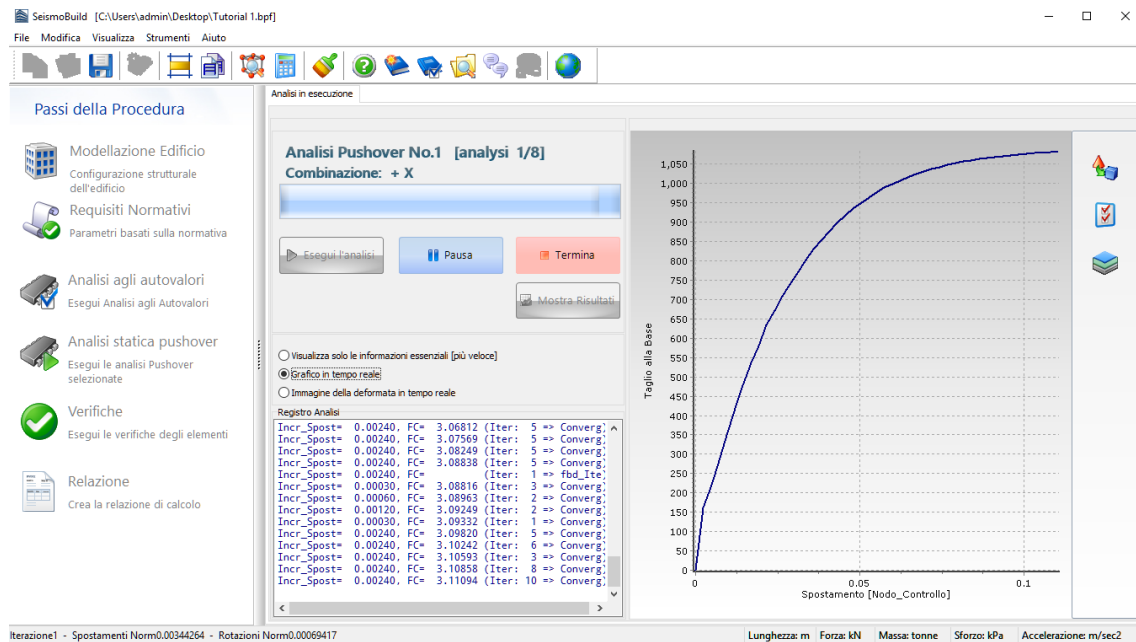 SeismoBuild [C:\Users\admin\Desktop\Tutorial 1.bpf]
File Modifica Visualizza Strumenti Aiuto
Passi della Procedura
Modellazione Edificio
Configurazione strutturale
dell'edificio
Requisiti Normativi
Parametri basati sulla normativa
Analisi agli autovalori
Esegui Analisi agli Autovalori
Analisi statica pushover
Esegui le analisi Pushover
selezionate
Verifiche
Esegui le verifiche degli elementi
Relazione
Crea la relazione di calcolo
Analisi in esecuzione
Analisi Pushover No.1 [analysi 1/8]
Combinazione: + X
Esegui l'analisi
Pausa
Termina
Mostra Risultati
Visualizza solo le informazioni essenziali [più veloce]
Grafico in tempo reale
Immagine della deformata in tempo reale
Registro Analisi
Incr_Spost= 0.00240, FC= 3.06812 (Iter: 5 => Converg)
Incr_Spost= 0.00240, FC= 3.07569 (Iter: 5 => Converg)
Incr_Spost= 0.00240, FC= 3.08249 (Iter: 5 => Converg)
Incr_Spost= 0.00240, FC= 3.08838 (Iter: 5 => Converg)
Incr_Spost= 0.00240, FC= (Iter: 1 => fbd_Ite
Incr_Spost= 0.00030, FC= 3.08816 (Iter: 3 => Converg)
Incr_Spost= 0.00060, FC= 3.08963 (Iter: 2 => Converg)
Incr_Spost= 0.00120, FC= 3.09249 (Iter: 2 => Converg)
Incr_Spost= 0.00030, FC= 3.09332 (Iter: 1 => Converg)
Incr_Spost= 0.00240, FC= 3.09820 (Iter: 5 => Converg)
Incr_Spost= 0.00240, FC= 3.10242 (Iter: 6 => Converg)
Incr_Spost= 0.00240, FC= 3.10593 (Iter: 3 => Converg)
Incr_Spost= 0.00240, FC= 3.10858 (Iter: 8 => Converg)
Incr_Spost= 0.00240, FC= 3.11094 (Iter: 10 => Converg)
Taglio alla Base
1,050
1,000
950
900
850
800
750
700
650
600
550
500
450
400
350
300
250
200
150
100
50
0
0 0.05 0.1
Spostamento [Nodo_Controllo]
Iterazione1 - Spostamenti Norm0.00344264 - Rotazioni Norm0.00069417
Lunghezza: m Forza: kN Massa: tonne Sforzo: kPa Accelerazione: m/sec2